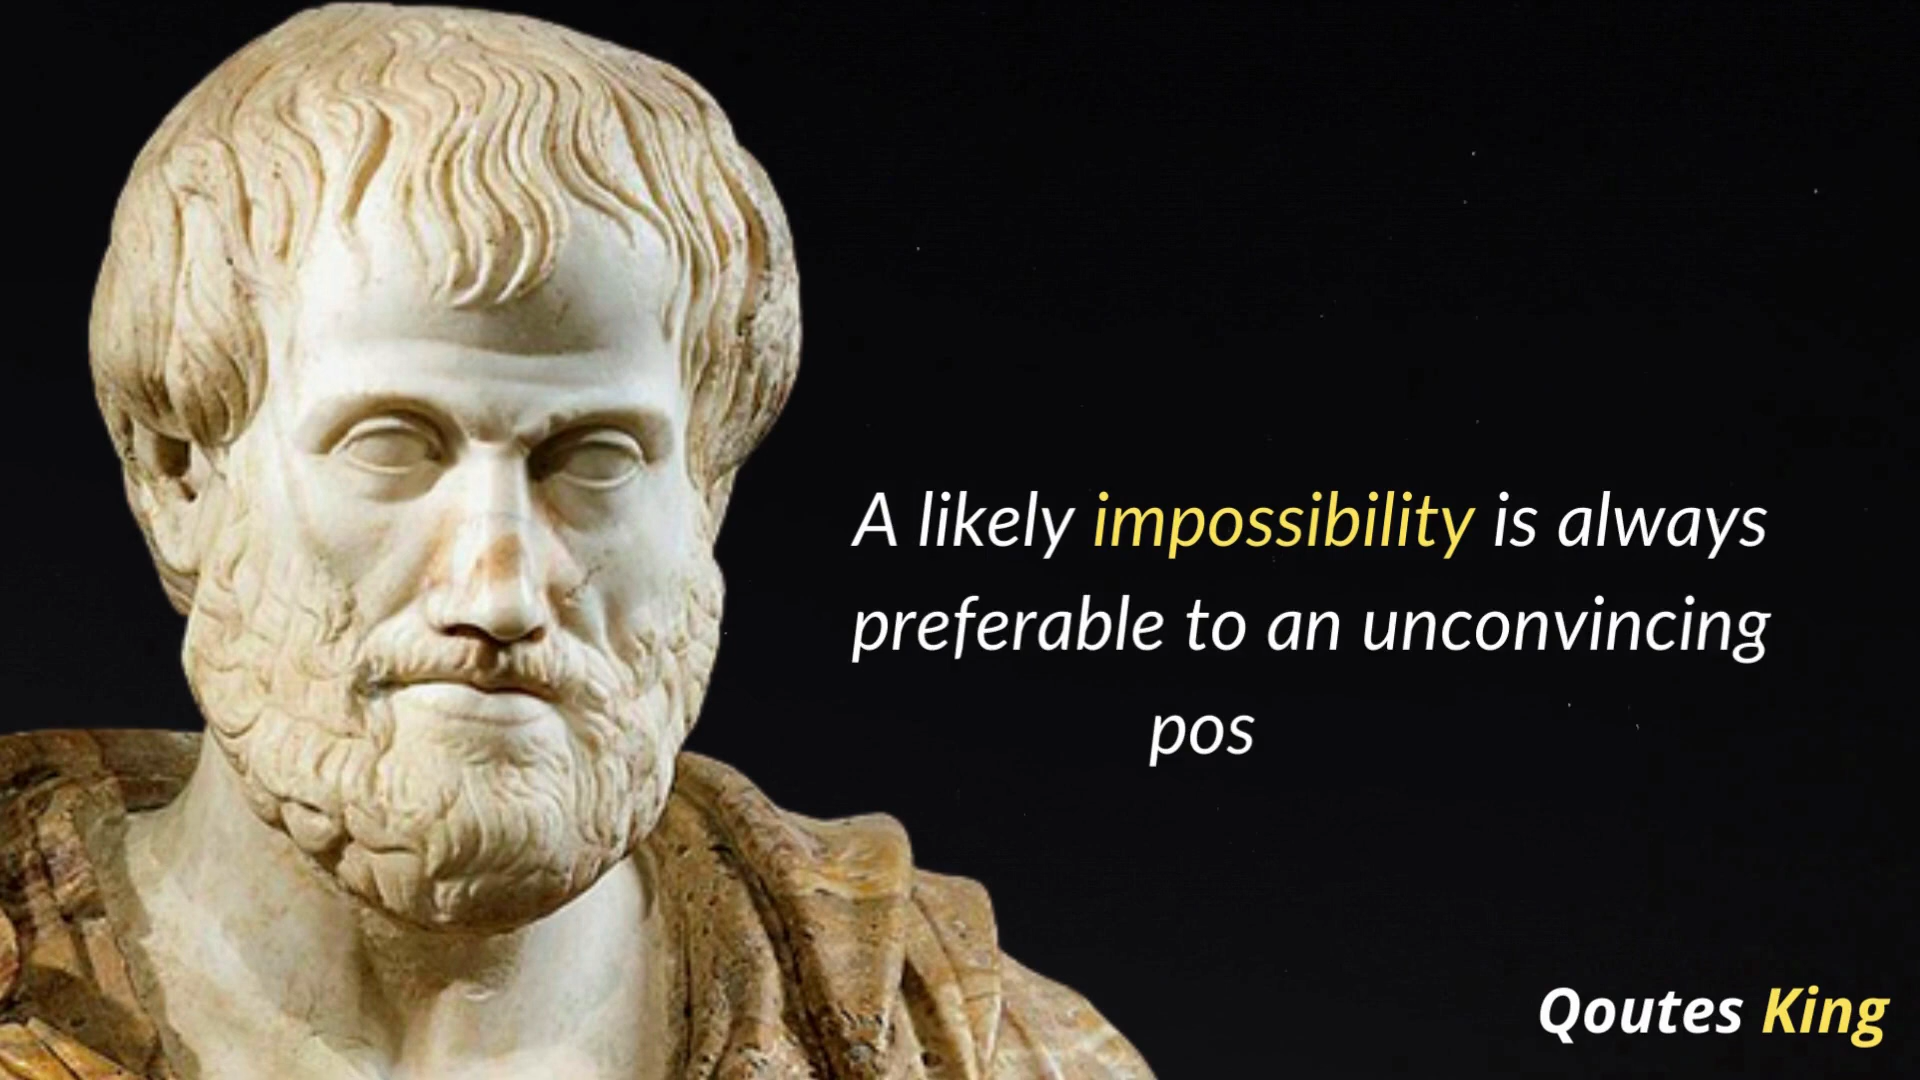 A likely impossibility is always
preferable to an unconvincing
pos
Qoutes King